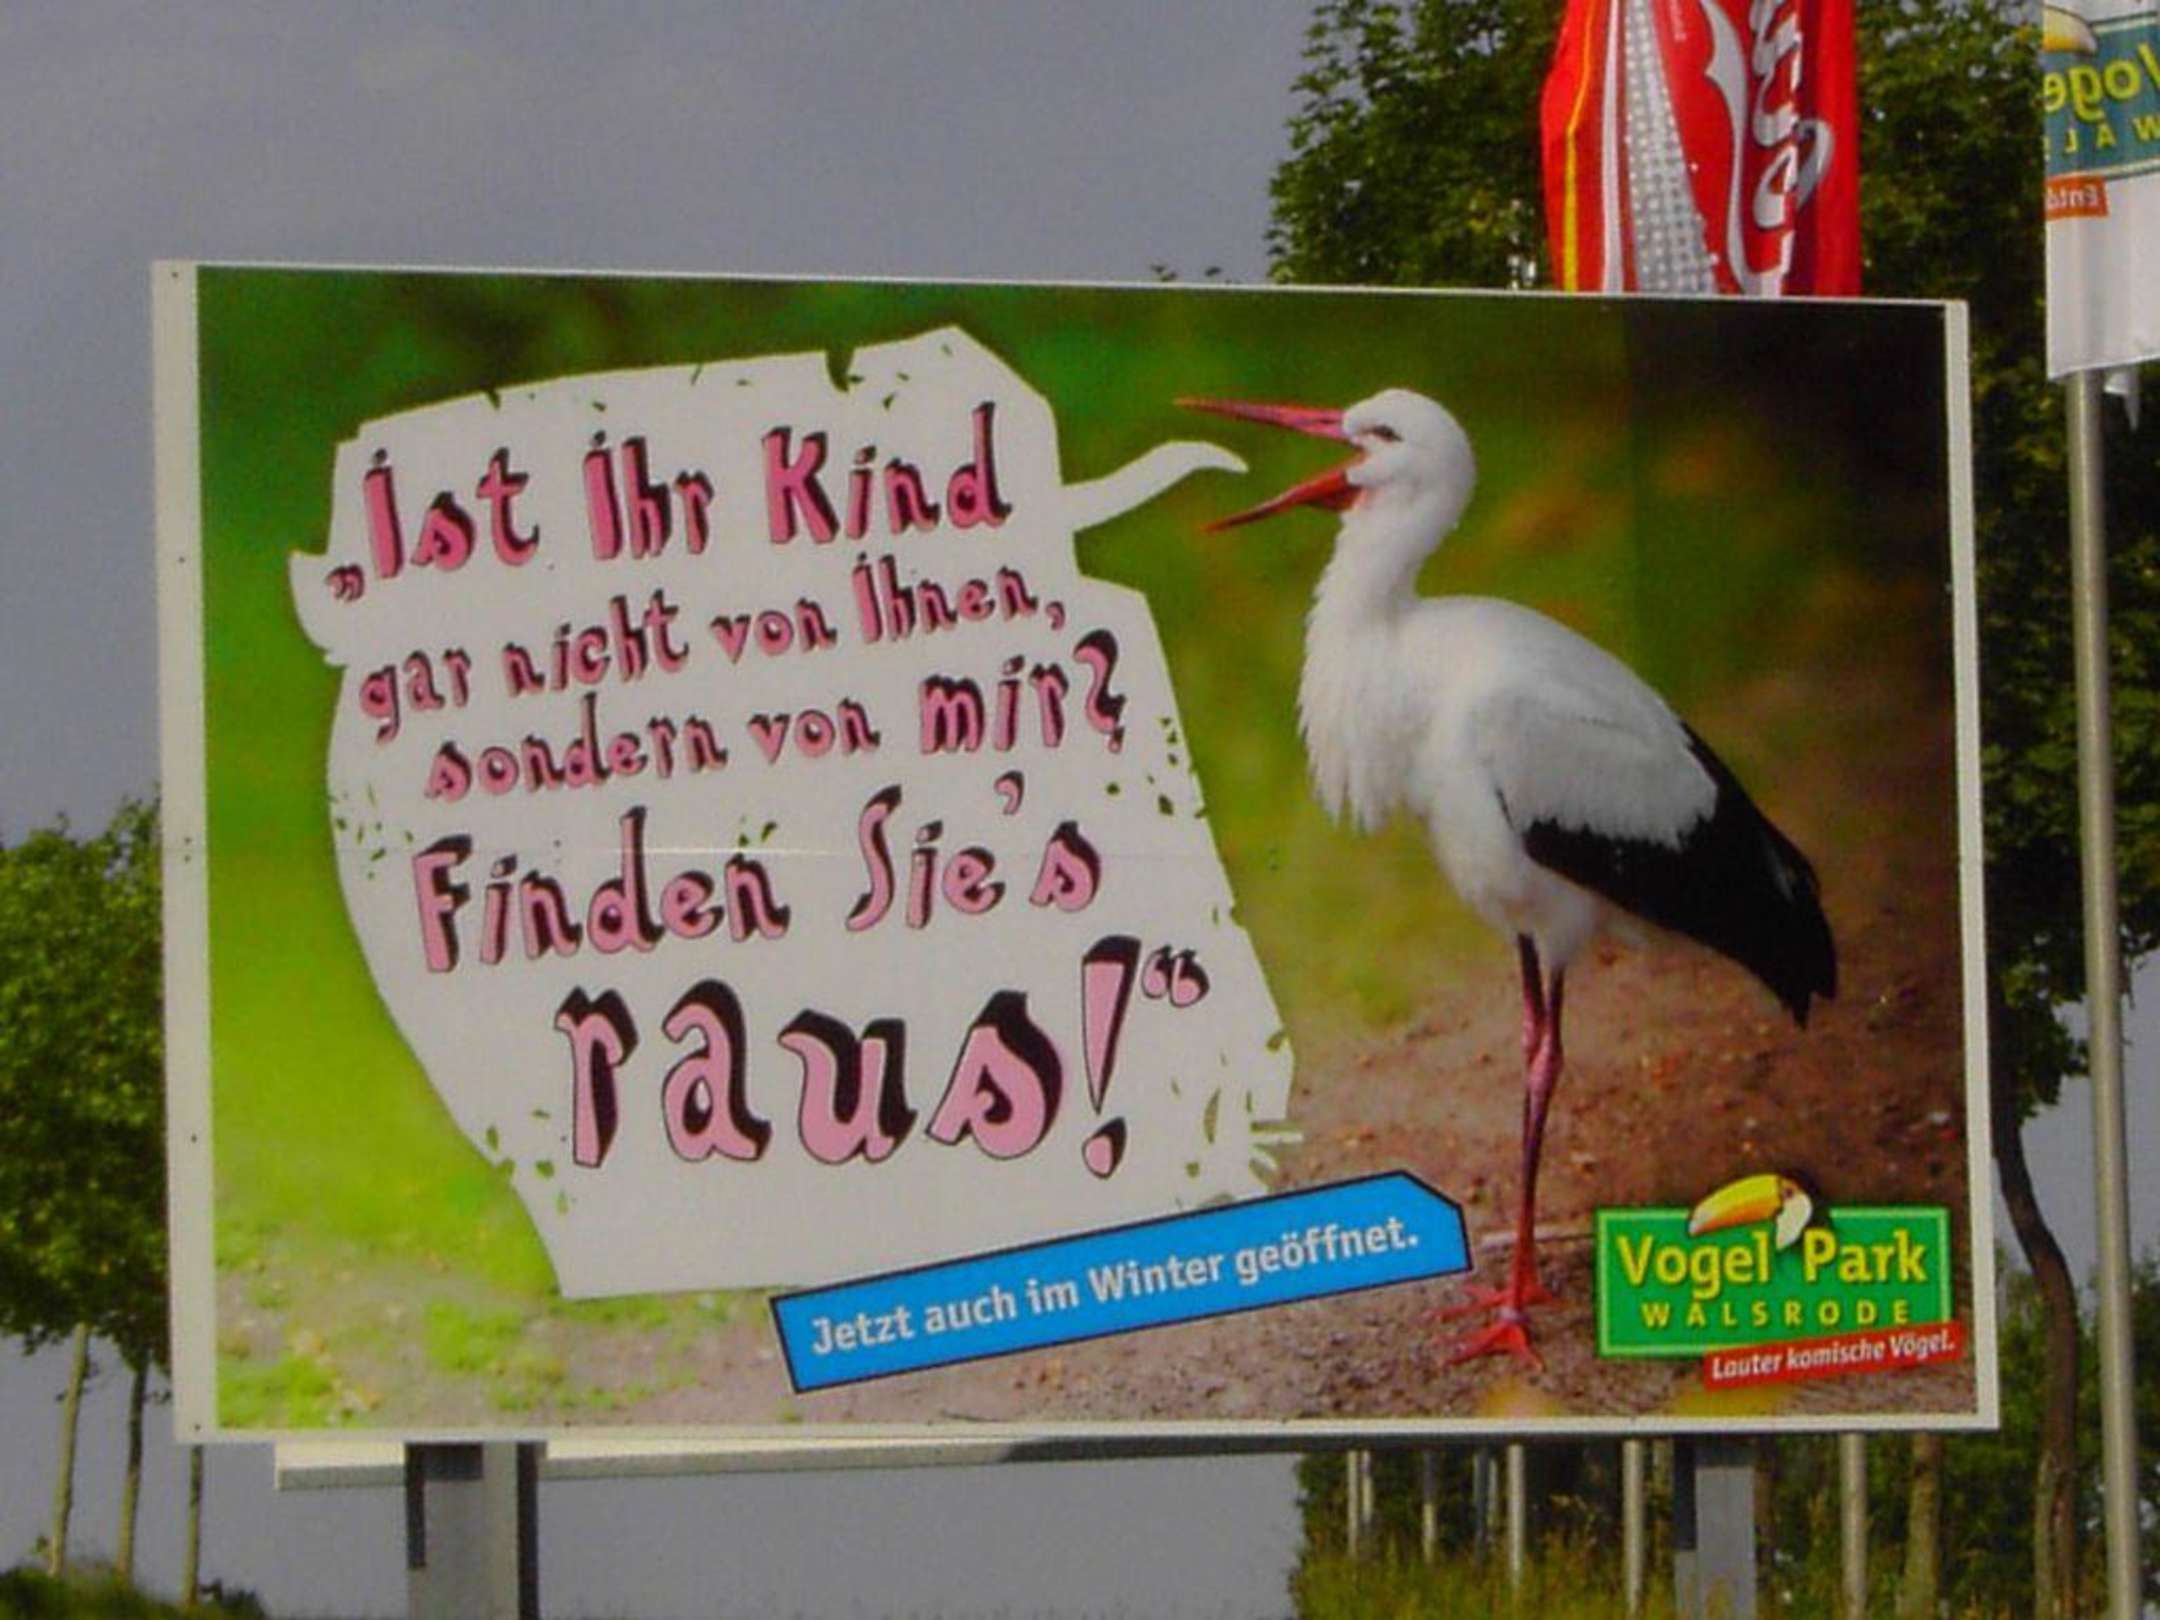 „Ist Ihr Kind
gar nicht von Ihnen,
sondern von mir?
Finden Sie's
raus!“
Jetzt auch im Winter geöffnet.
Vogel Park
WALSRODE
Lauter komische Vögel.